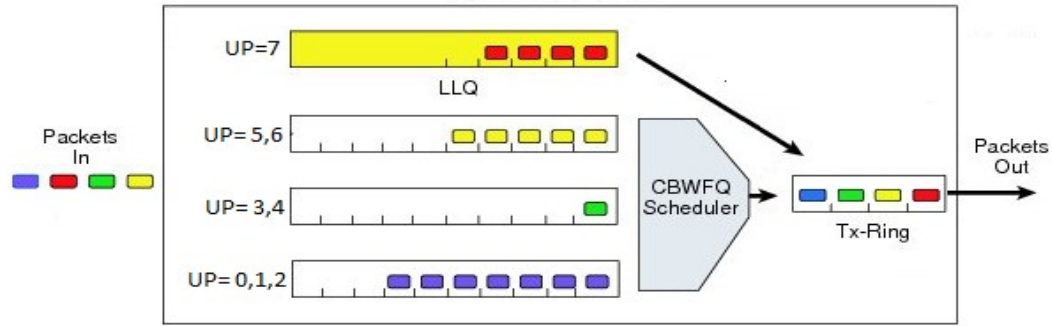 UP=7
LLQ
Packets
In
UP= 5,6
UP= 3,4
UP= 0,1,2
CBWFQ
Scheduler
Tx-Ring
Packets
Out